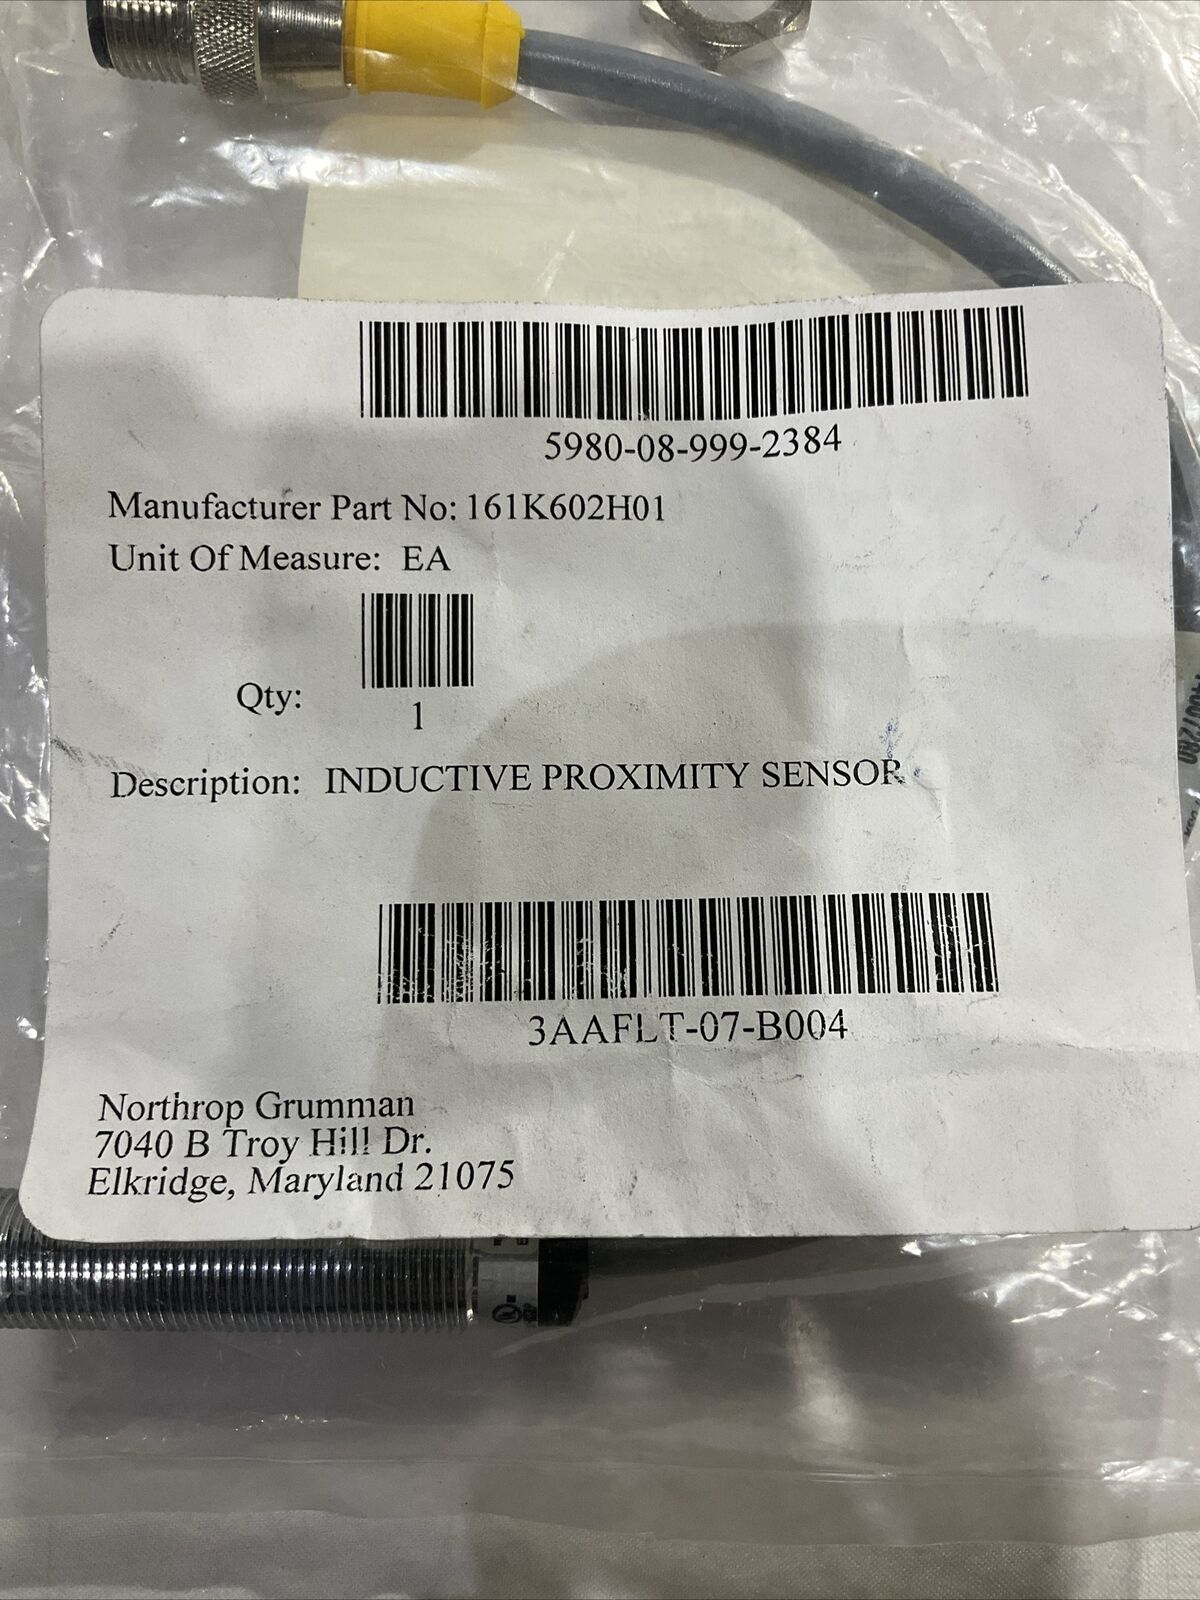 5980-08-999-2384
Manufacturer Part No: 161K602H01
Unit Of Measure: EA
Qty:
1
Description: INDUCTIVE PROXIMITY SENSOR
3AAFLT-07-B004
Northrop Grumman
7040 B Troy Hill Dr.
Elkridge, Maryland 21075